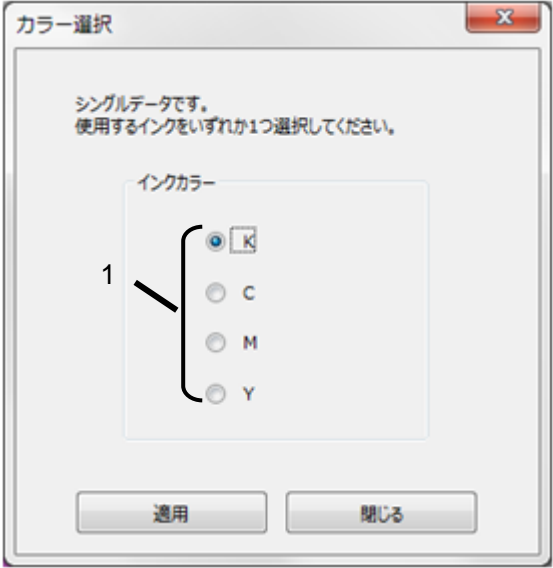 カラー選択
シングルデータです。
使用するインクをいずれか1つ選択してください。
インクカラー
K
1
C
M
Y
適用
閉じる